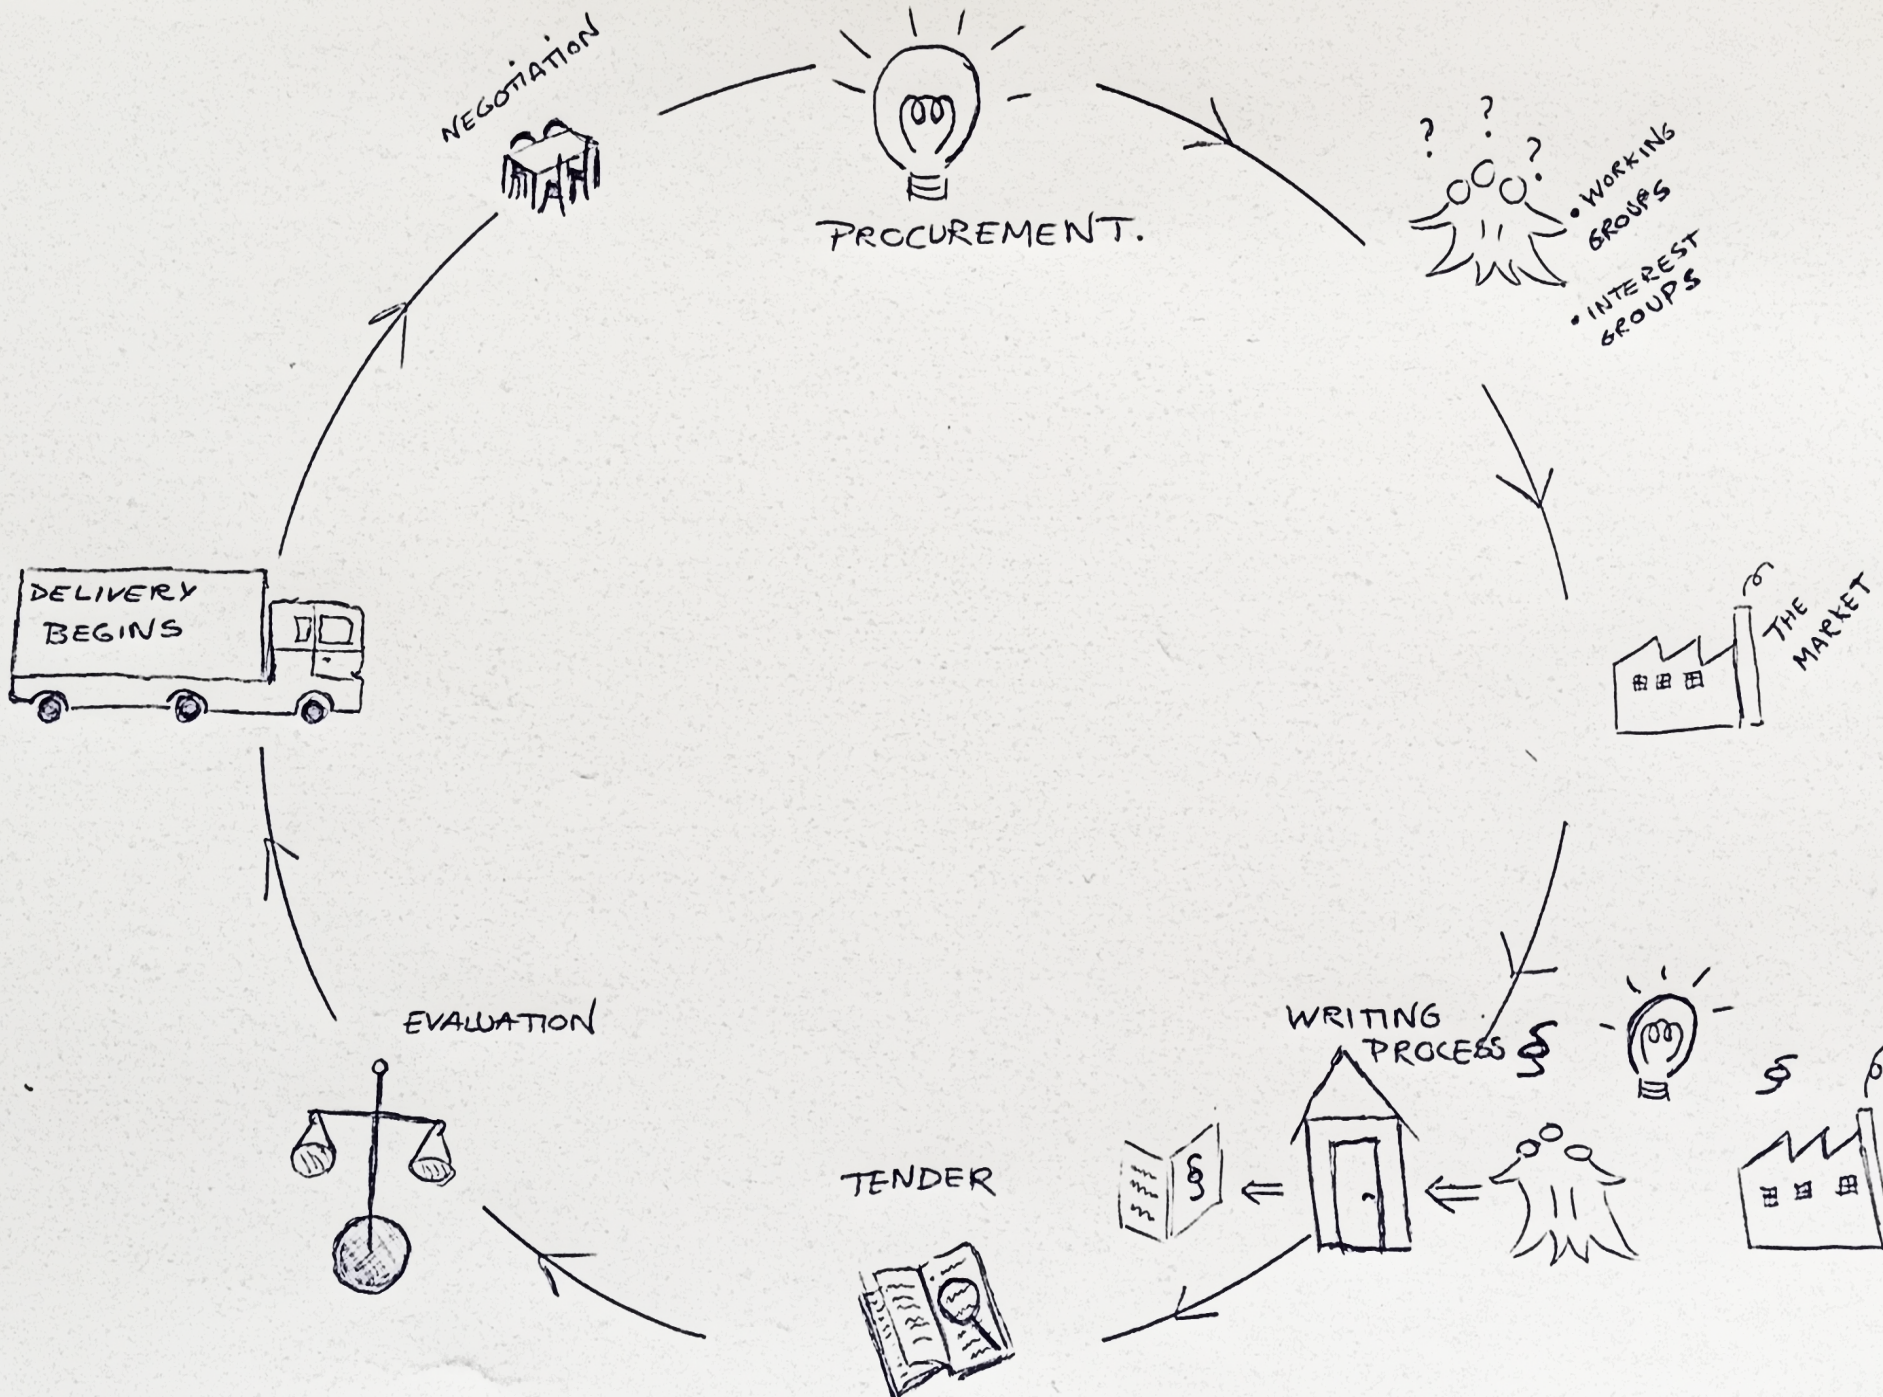 NEGOTIATION
PROCUREMENT.
? ? ?
• WORKING
GROUPS
• INTEREST
GROUPS
DELIVERY
BEGINS
THE
MARKET
EVALUATION
WRITING
PROCESS §
§
TENDER
§